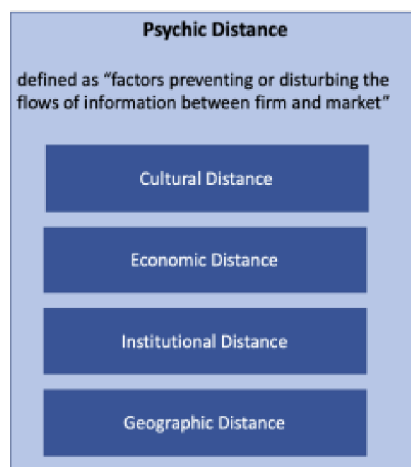 Psychic Distance
defined as “factors preventing or disturbing the
flows of information between firm and market”
Cultural Distance
Economic Distance
Institutional Distance
Geographic Distance